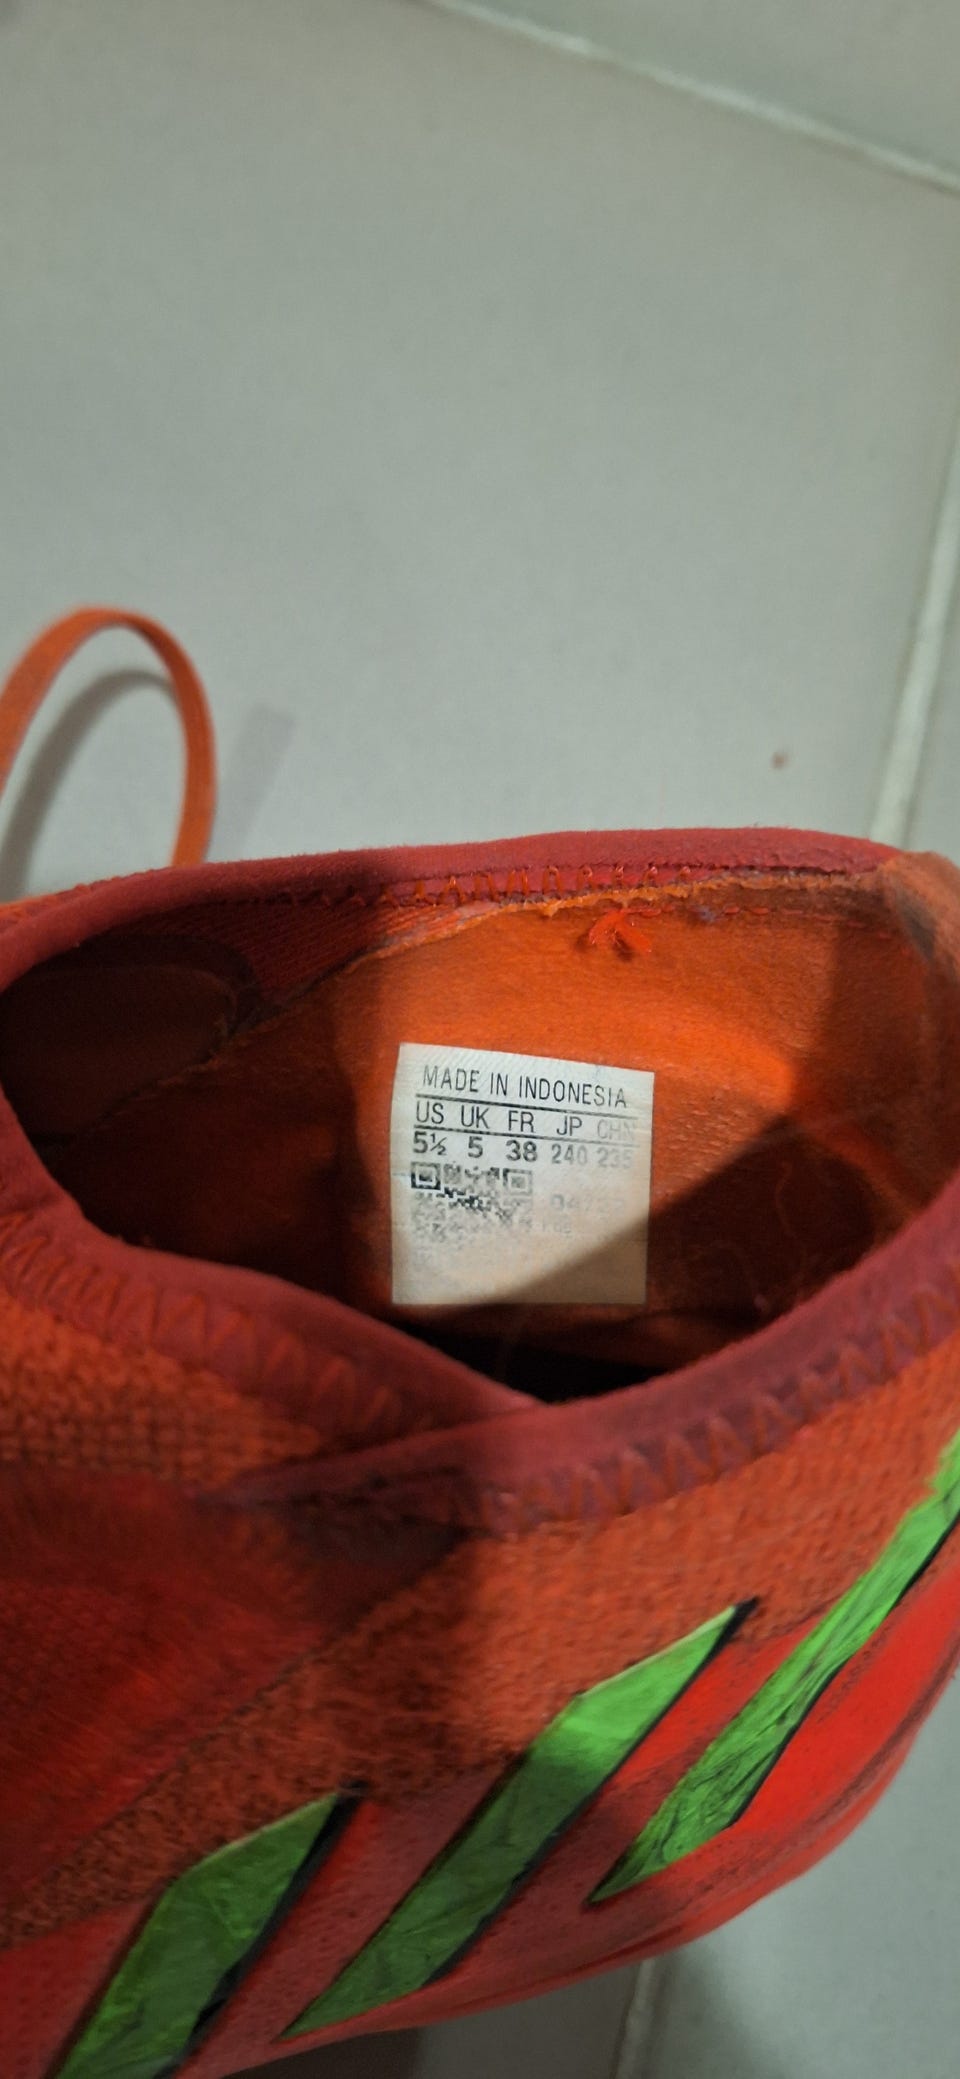 MADE IN INDONESIA
US UK FR JP CHN
5½ 5 38 240 235